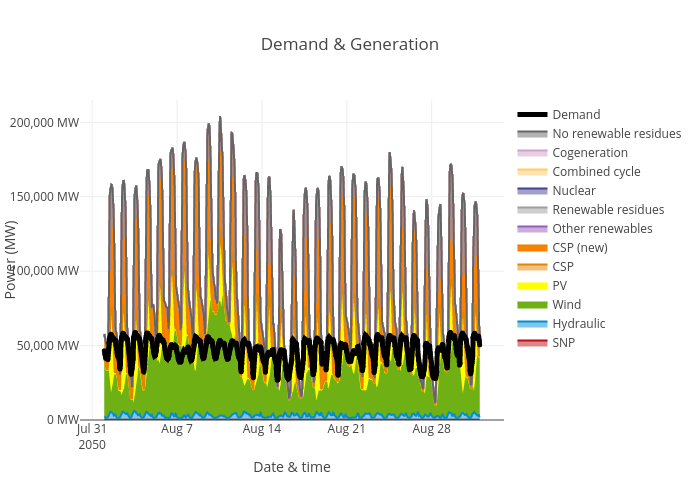 Demand & Generation
200,000 MW
150,000 MW
100,000 MW
50,000 MW
0 MW
Power (MW)
Jul 31
2050
Aug 7
Aug 14
Aug 21
Aug 28
Date & time
Demand
No renewable residues
Cogeneration
Combined cycle
Nuclear
Renewable residues
Other renewables
CSP (new)
CSP
PV
Wind
Hydraulic
SNP